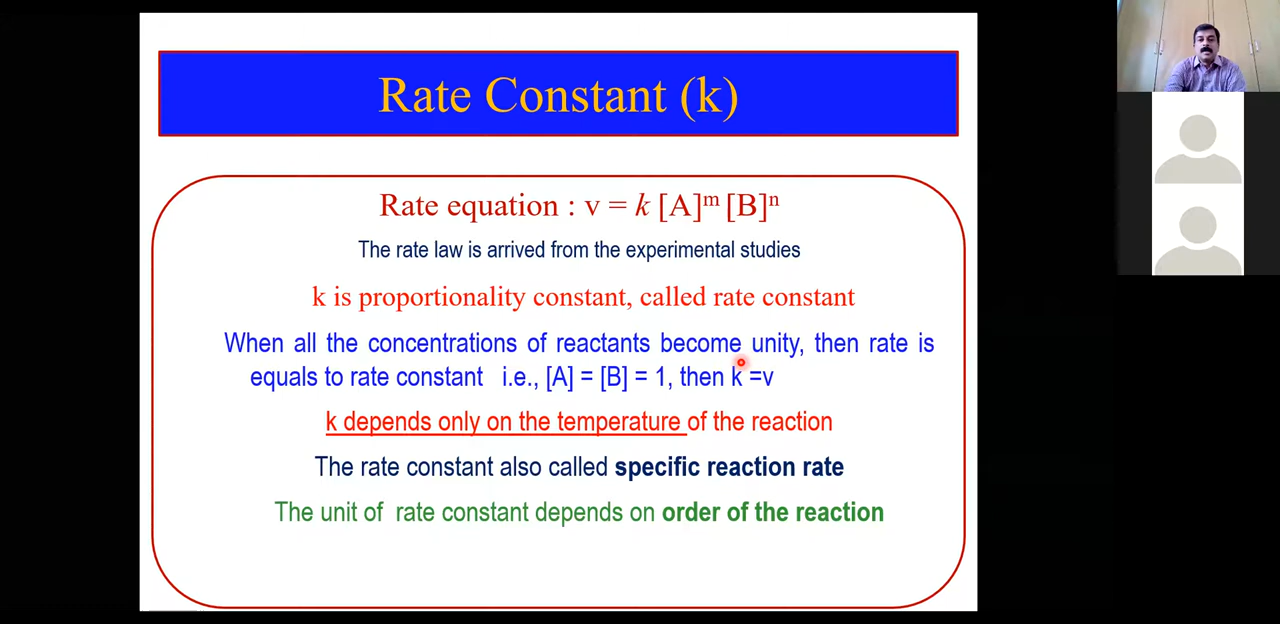 Rate Constant (k)
Rate equation : v = k [A]ᵐ [B]ⁿ
The rate law is arrived from the experimental studies
k is proportionality constant, called rate constant
When all the concentrations of reactants become unity, then rate is
equals to rate constant i.e., [A] = [B] = 1, then k =v
k depends only on the temperature of the reaction
The rate constant also called specific reaction rate
The unit of rate constant depends on order of the reaction